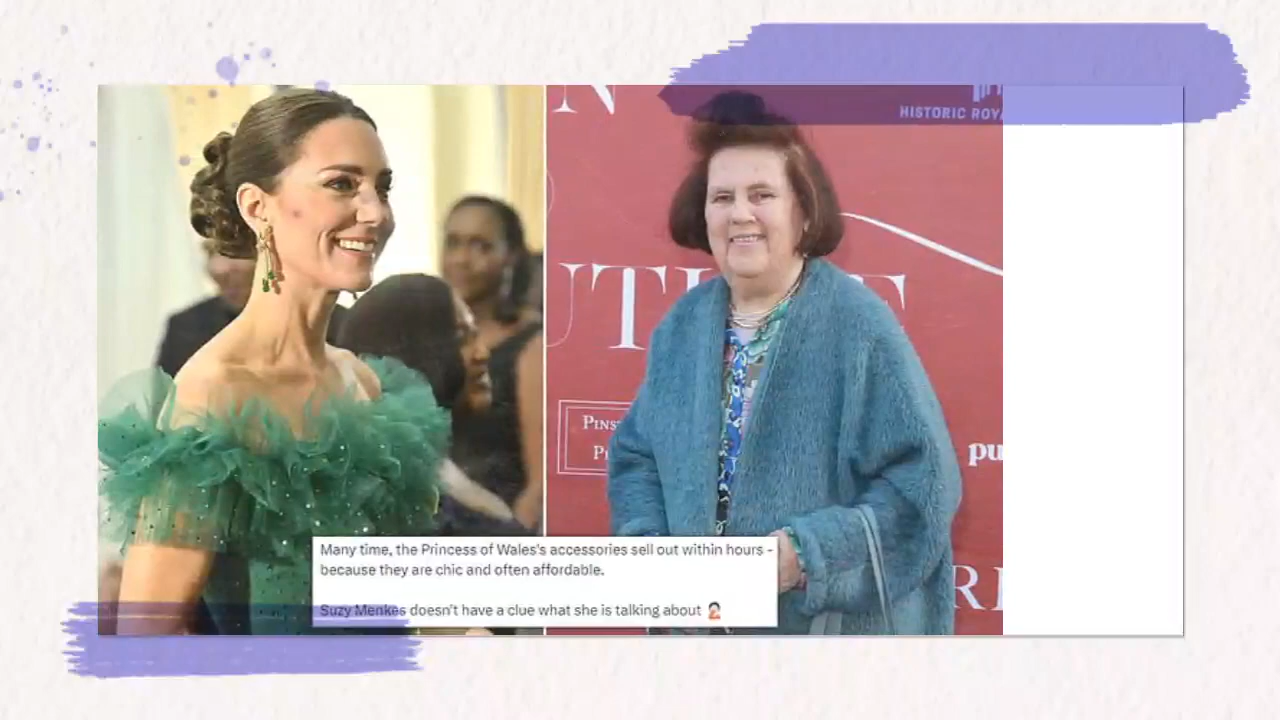 N
HISTORIC ROYA
UTI
E
PINS
P
pu
RI
Many time, the Princess of Wales's accessories sell out within hours -
because they are chic and often affordable.
Suzy Menkes doesn't have a clue what she is talking about 🤦🏻